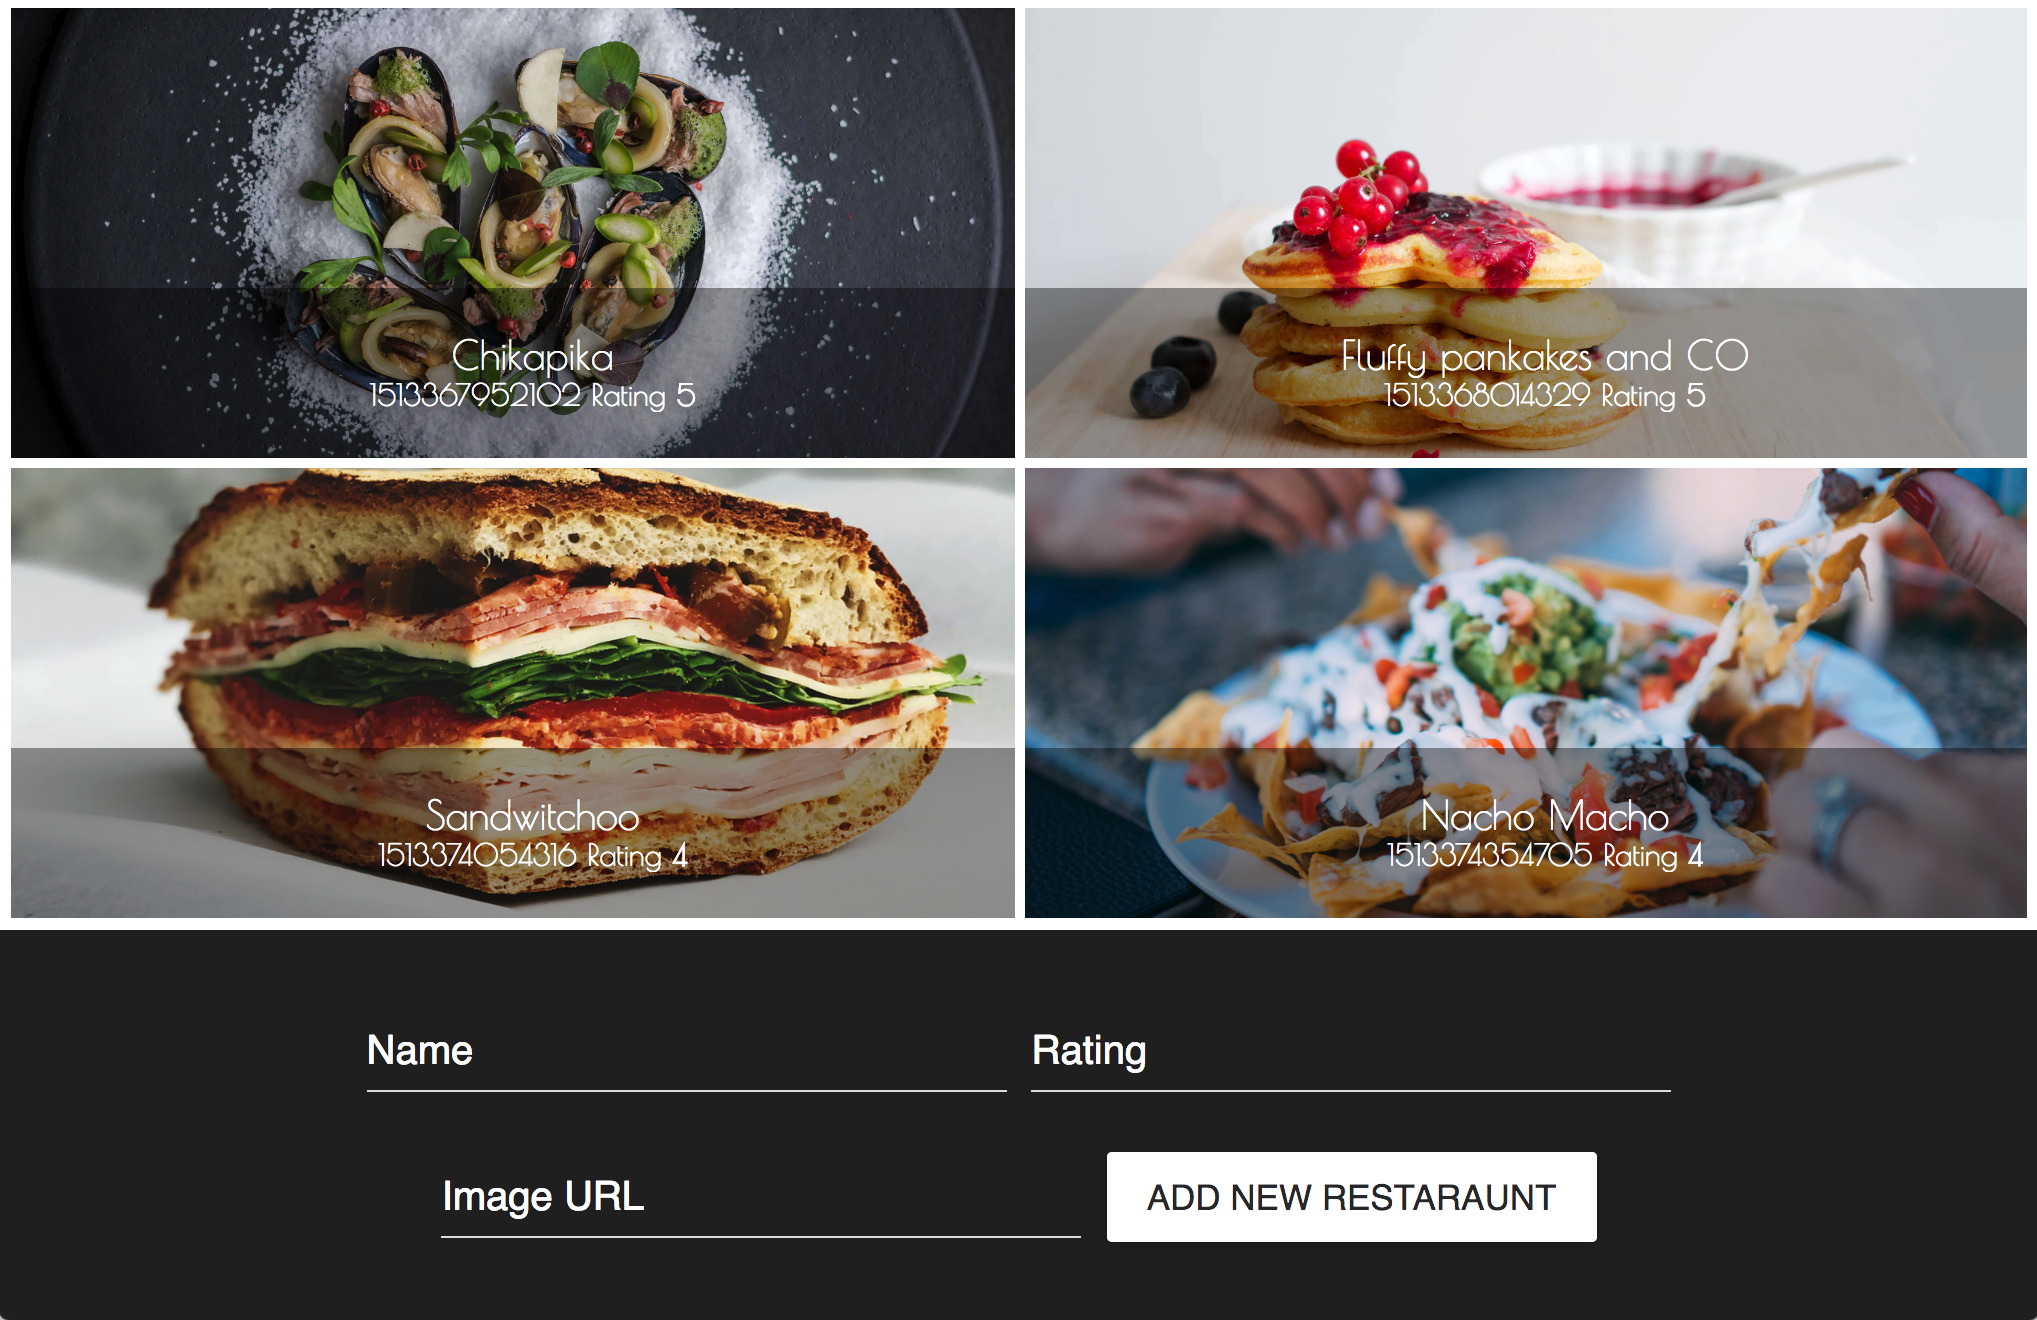 Chikapika
1513367952102 Rating 5
Fluffy pankakes and CO
1513368014329 Rating 5
Sandwitchoo
1513374054316 Rating 4
Nacho Macho
1513374354705 Rating 4
Name
Rating
Image URL
ADD NEW RESTARAUNT